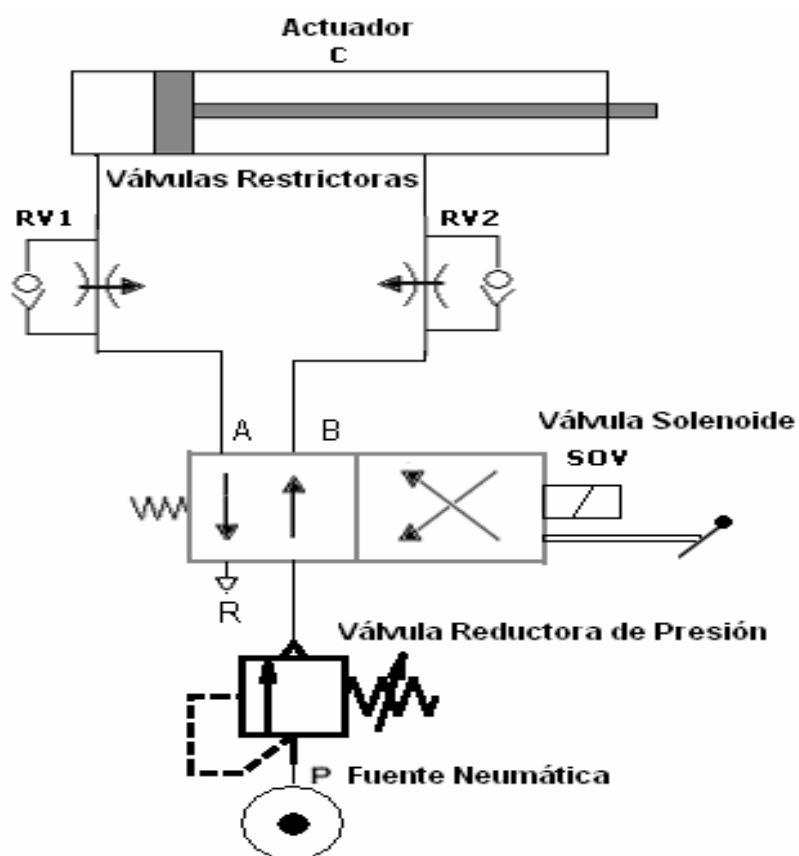 Actuador
C
Válvulas Restrictoras
RV1
RV2
A
B
Válvula Solenoide
SOV
R
Válvula Reductora de Presión
P Fuente Neumática